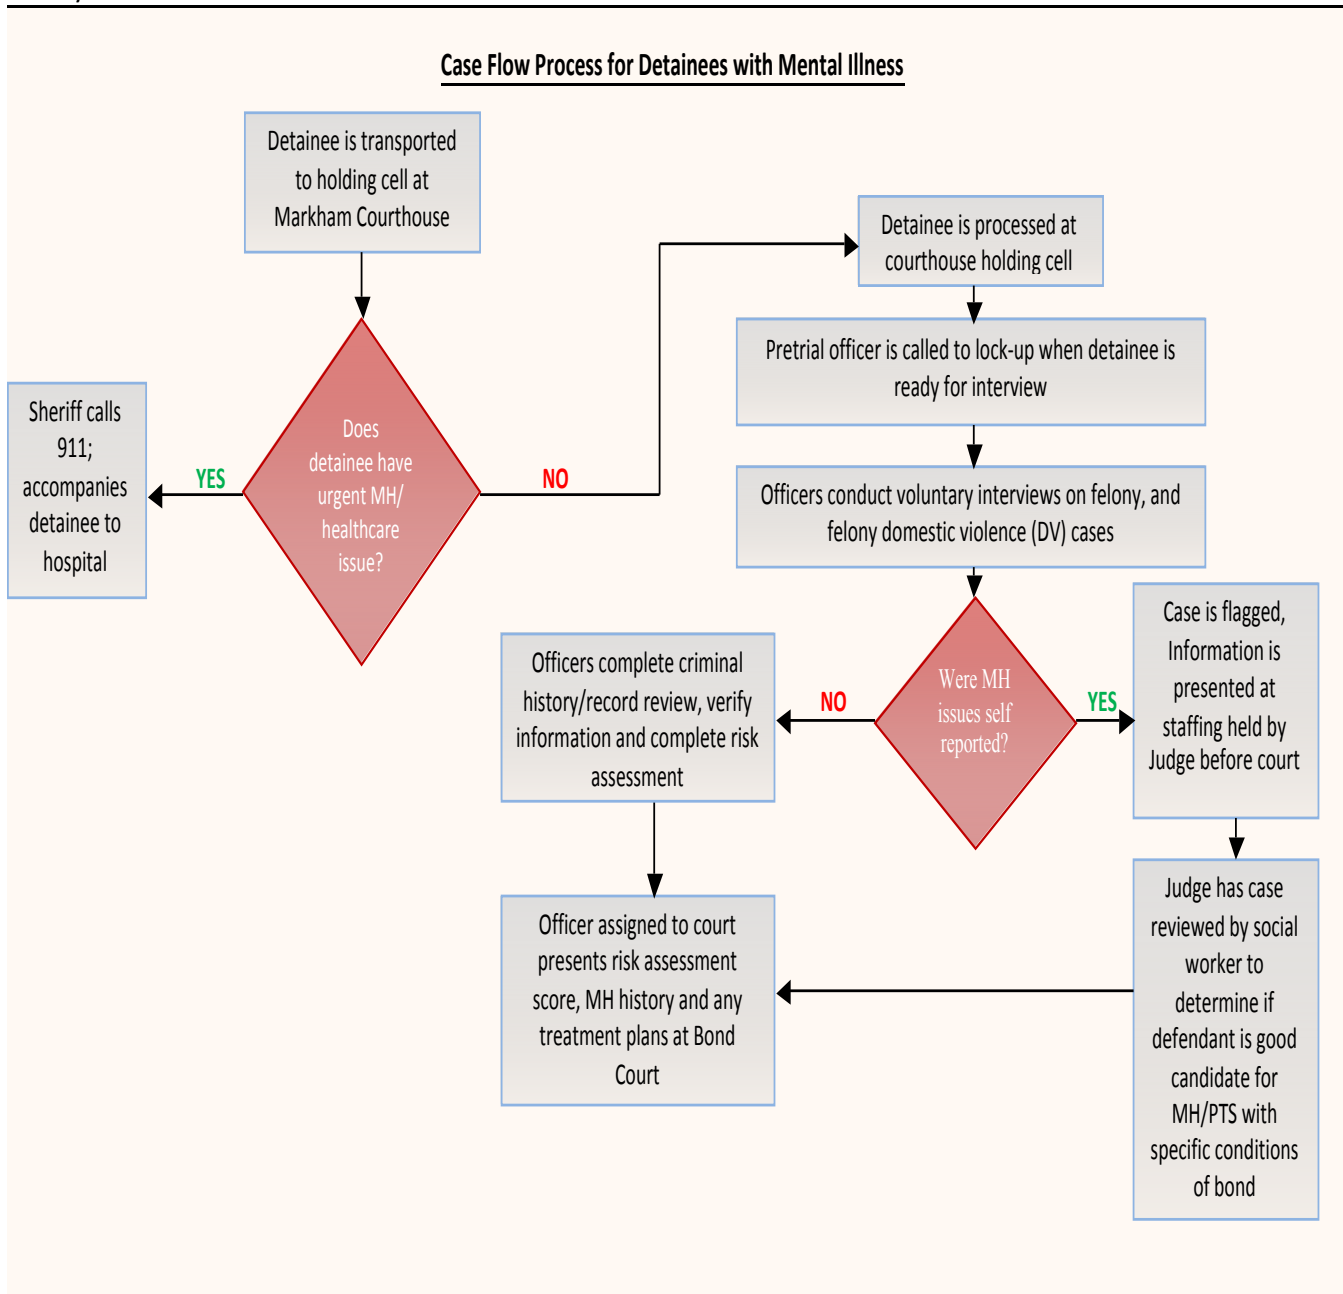 Case Flow Process for Detainees with Mental Illness
Detainee is transported
to holding cell at
Markham Courthouse
Does
detainee have
urgent MH/
healthcare
issue?
YES
Sheriff calls
911;
accompanies
detainee to
hospital
NO
Detainee is processed at
courthouse holding cell
Pretrial officer is called to lock-up when detainee is
ready for interview
Officers conduct voluntary interviews on felony, and
felony domestic violence (DV) cases
Were MH
issues self
reported?
NO
Officers complete criminal
history/record review, verify
information and complete risk
assessment
YES
Case is flagged,
Information is
presented at
staffing held by
Judge before court
Judge has case
reviewed by social
worker to
determine if
defendant is good
candidate for
MH/PTS with
specific conditions
of bond
Officer assigned to court
presents risk assessment
score, MH history and any
treatment plans at Bond
Court